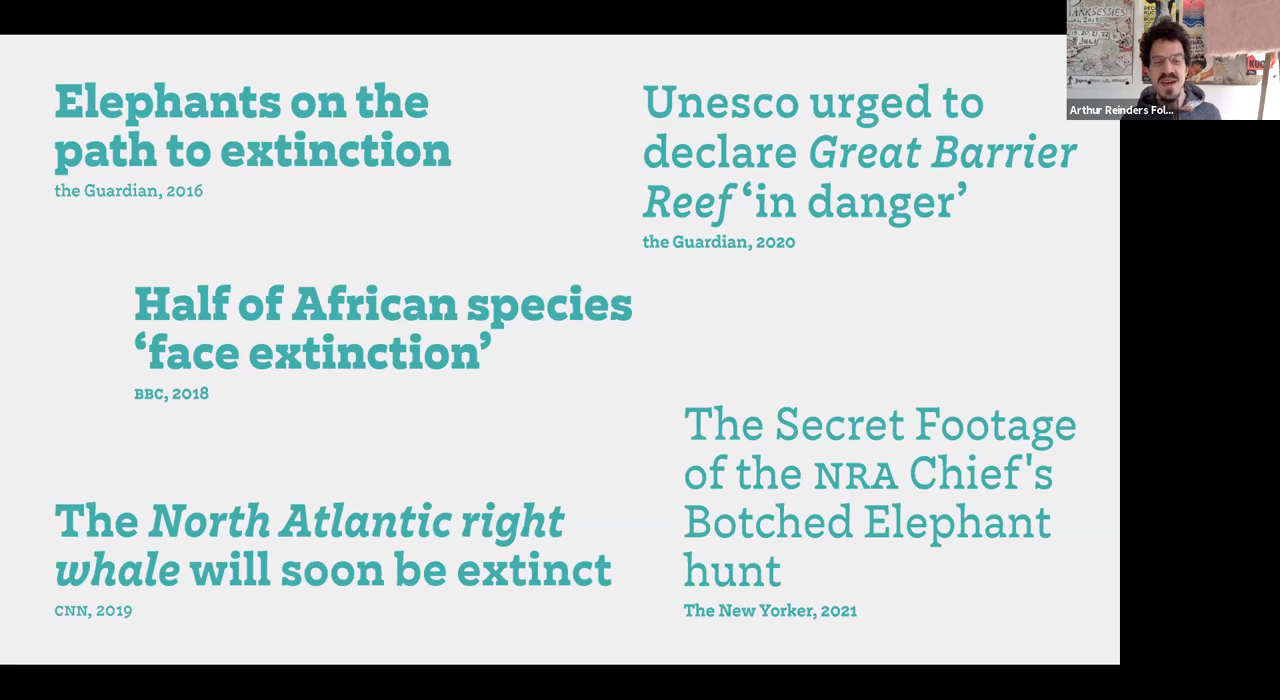 Elephants on the
path to extinction
the Guardian, 2016
Unesco urged to
declare Great Barrier
Reef ‘in danger’
the Guardian, 2020
Half of African species
‘face extinction’
BBC, 2018
The Secret Footage
of the NRA Chief's
Botched Elephant
hunt
The New Yorker, 2021
The North Atlantic right
whale will soon be extinct
CNN, 2019
Arthur Reinders Fol...